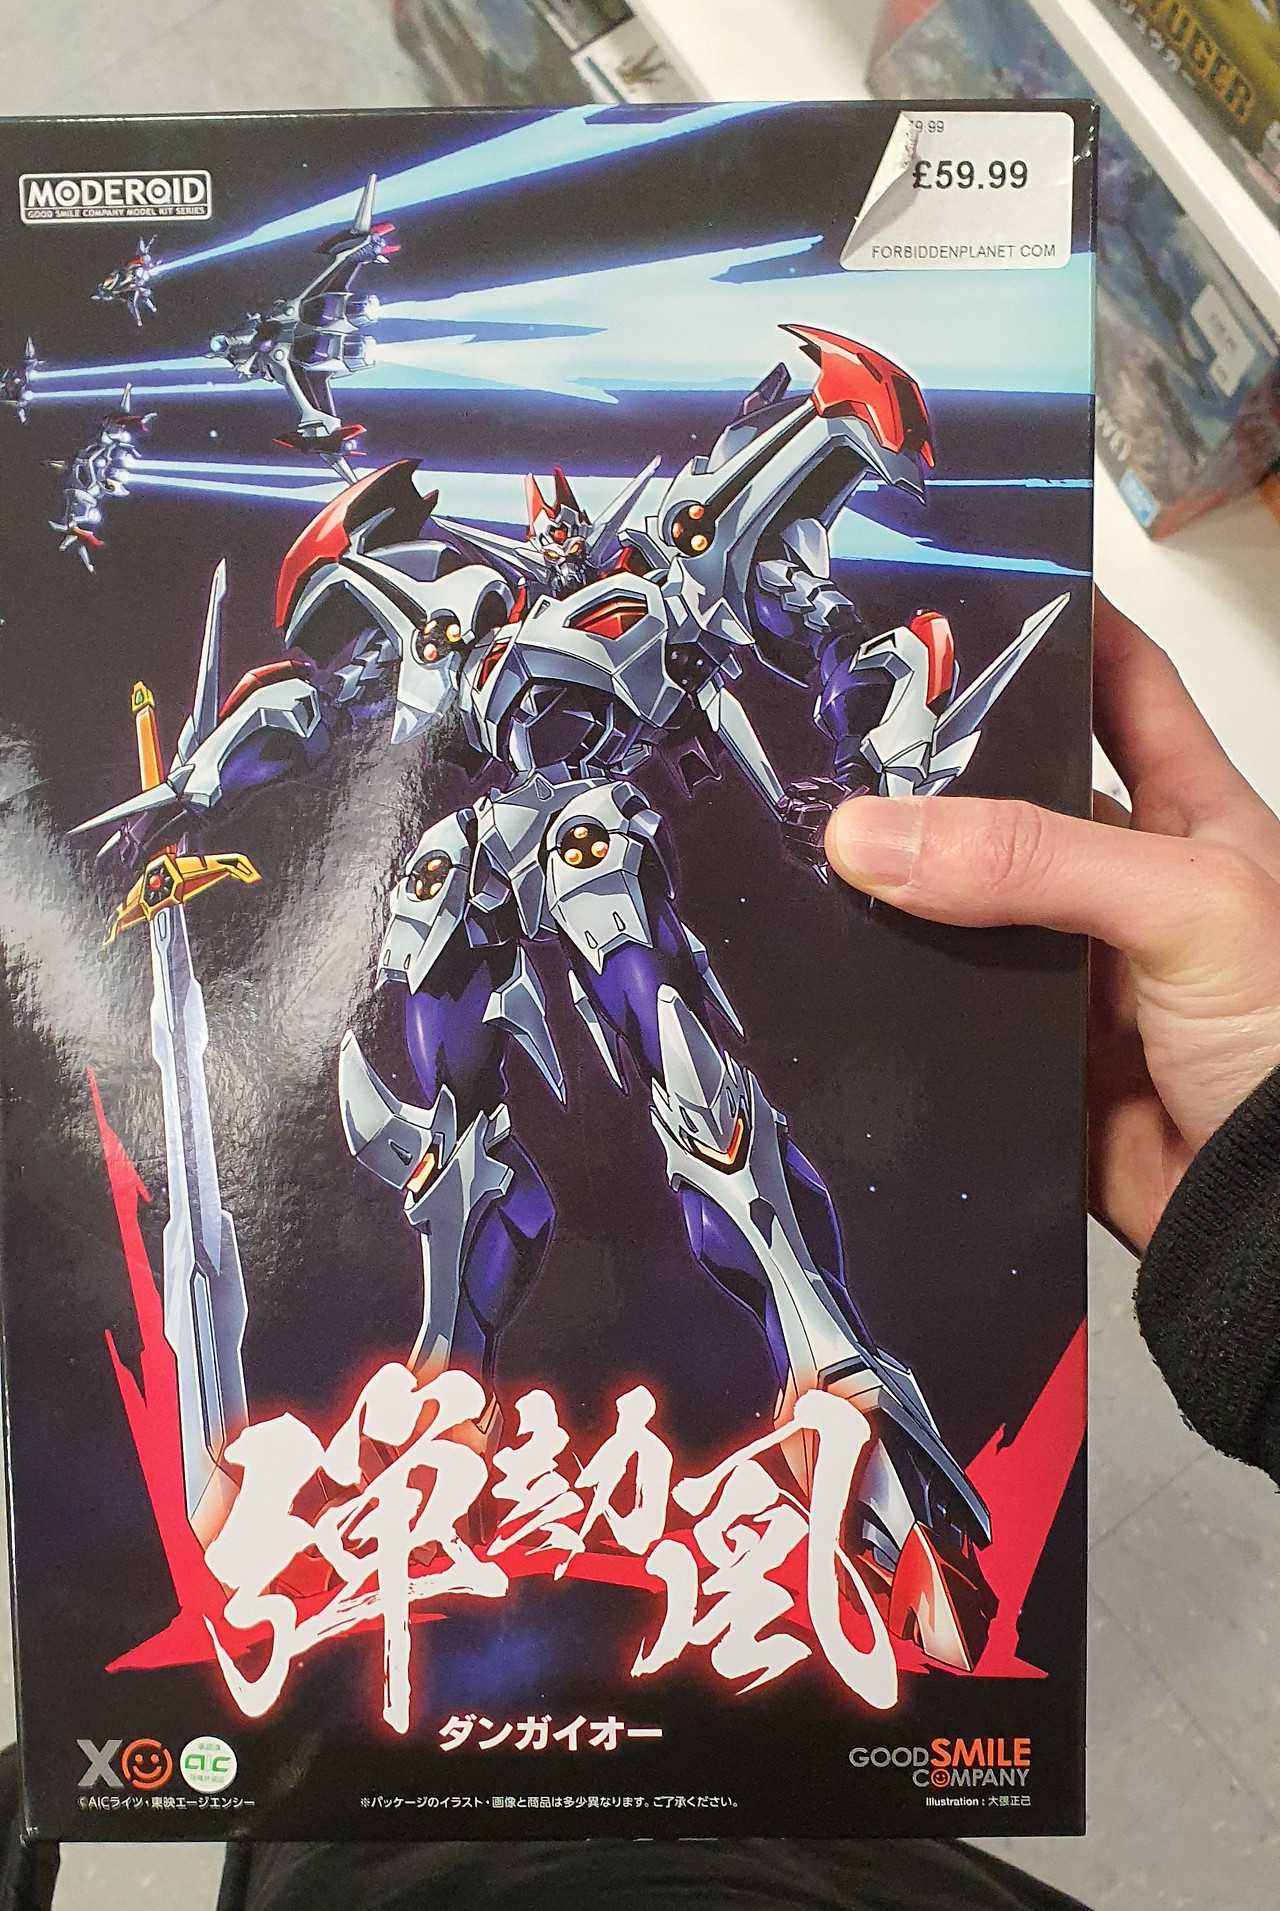 9.99
£59.99
FORBIDDENPLANET COM
MODEROID
GOOD SMILE COMPANY MODEL KIT SERIES
弾劾凰
ダンガイオー
X
aic
GOOD SMILE
COMPANY
©AICライツ・東映エージエンシー
※パッケージのイラスト・画像と商品は多少異なります。ご了承ください。
Illustration : 大張正己